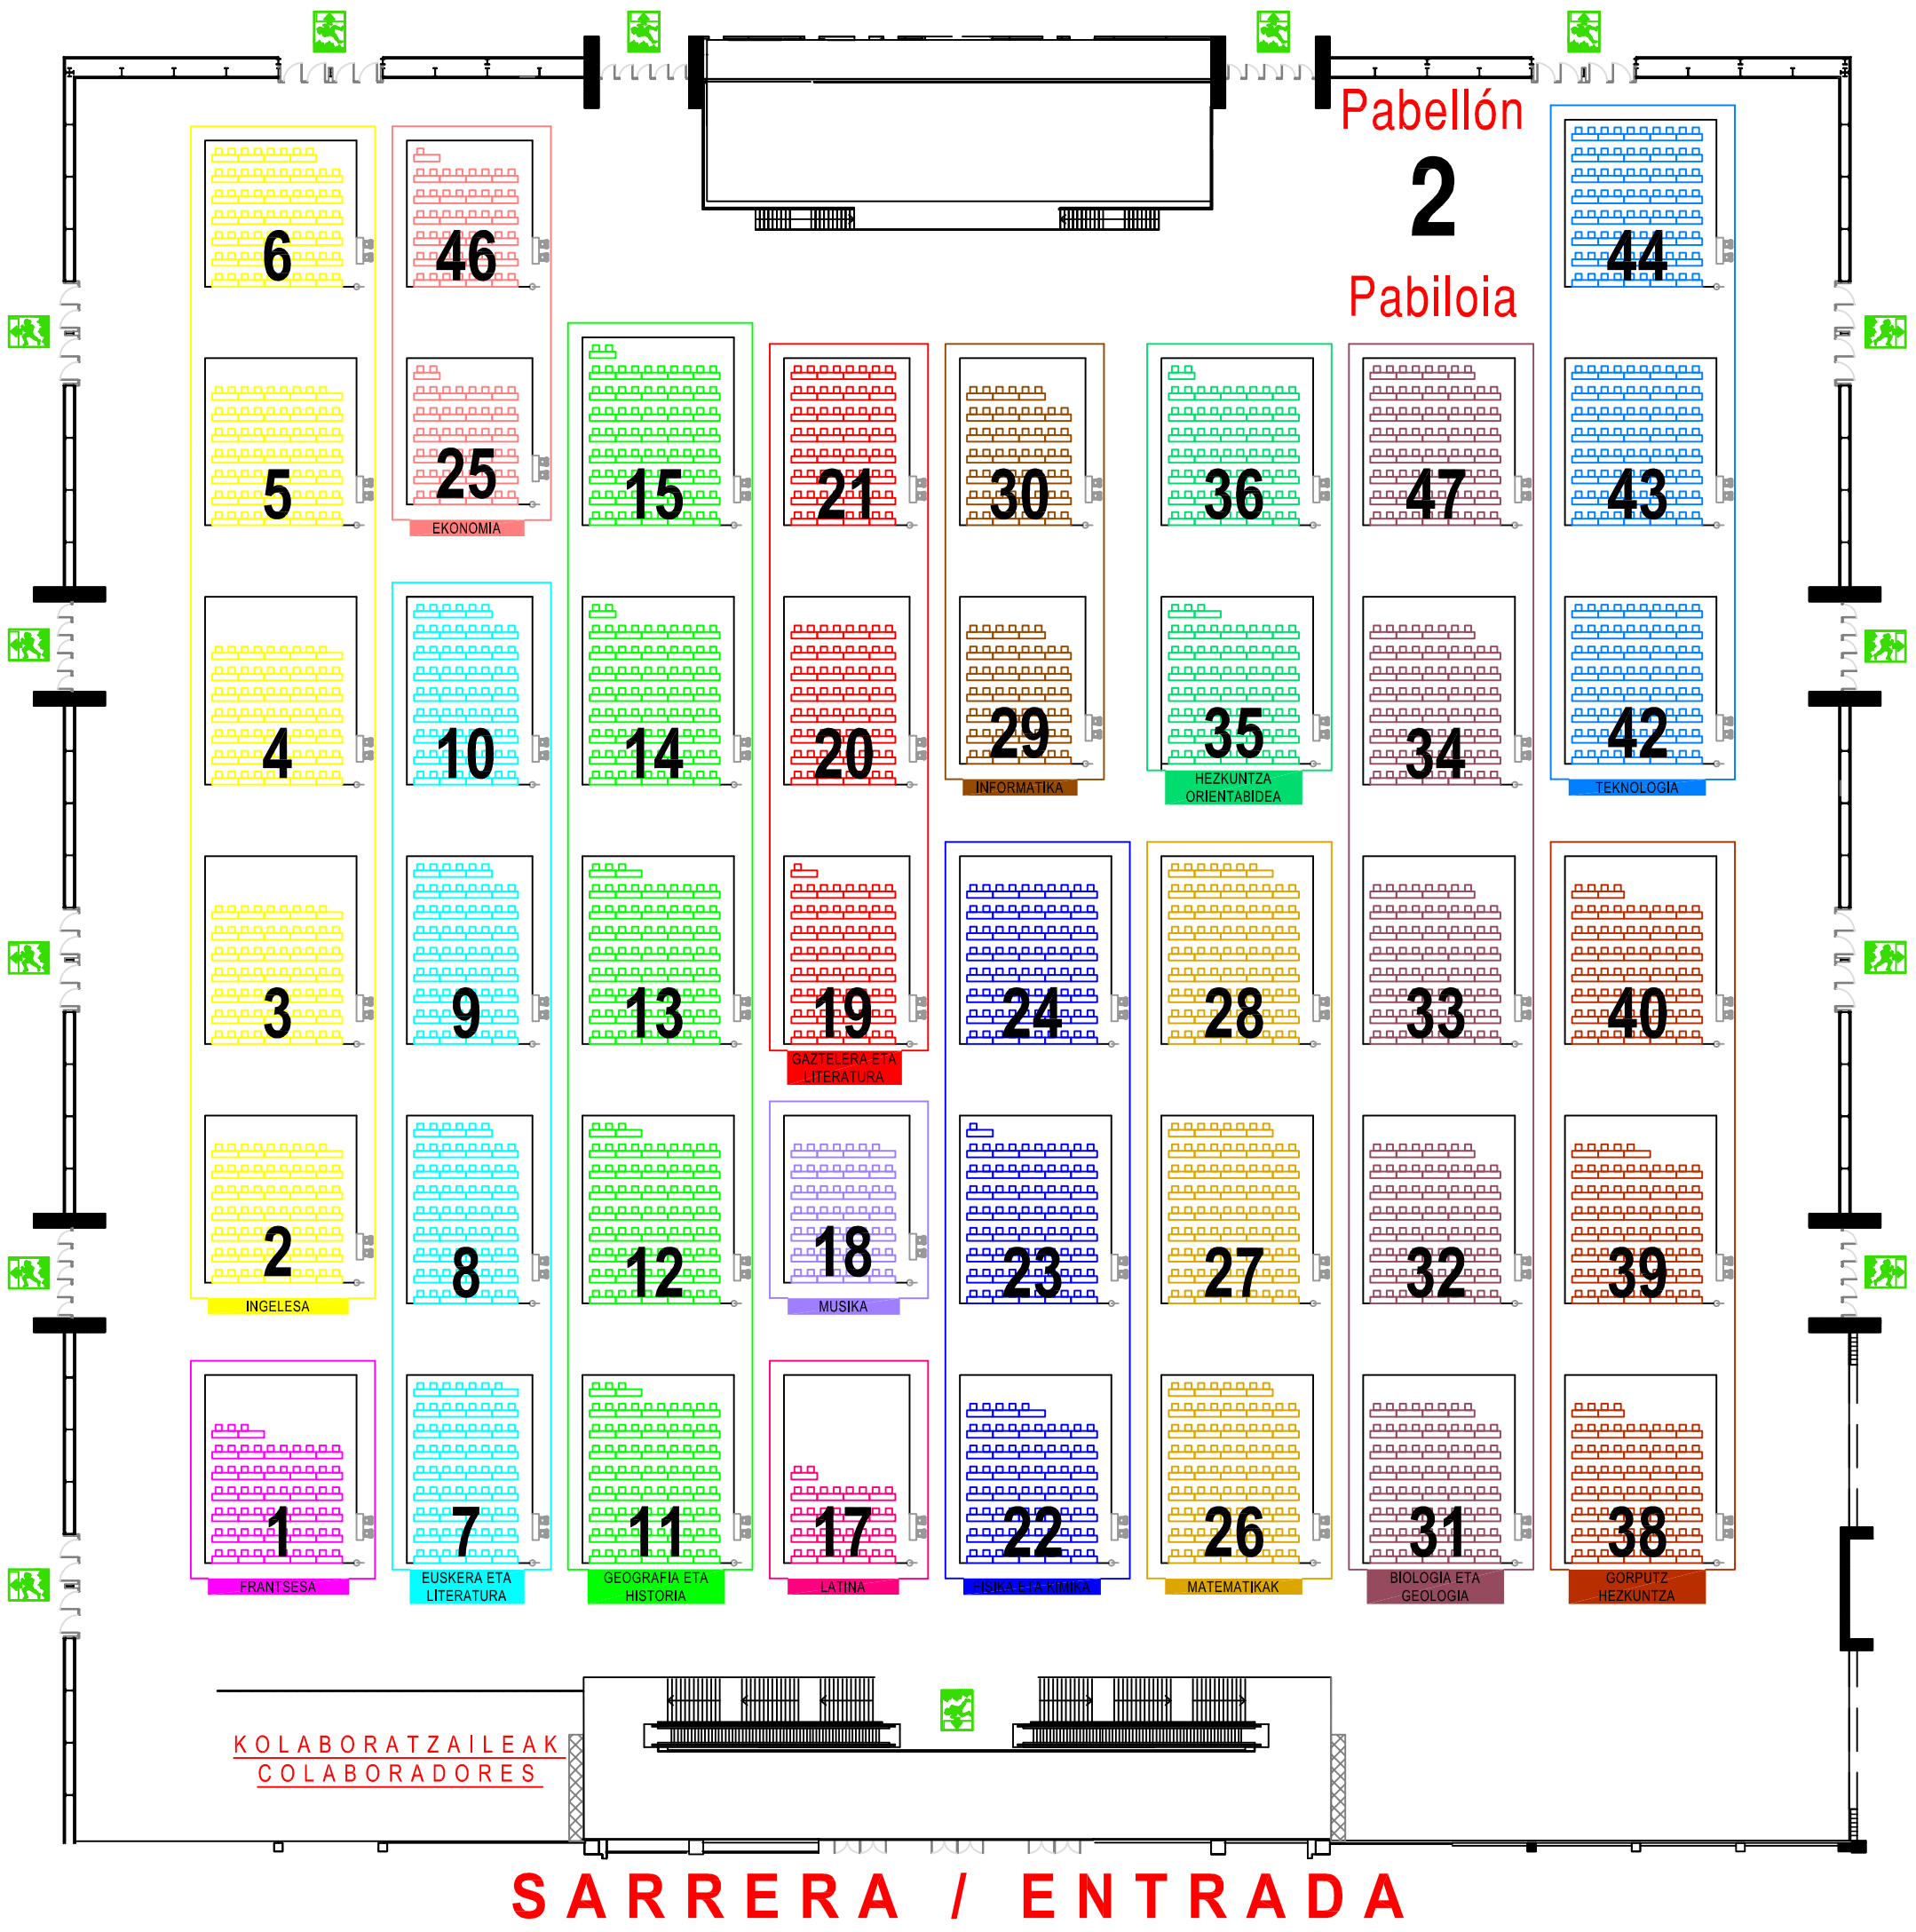 Pabellón
2
Pabiloia
6
46
44
5
25
15
21
30
36
47
43
EKONOMIA
4
10
14
20
29
35
34
42
INFORMATIKA
HEZKUNTZA
ORIENTABIDEA
TEKNOLOGIA
3
9
13
19
24
28
33
40
GAZTELERA ETA
LITERATURA
2
8
12
18
23
27
32
39
INGELESA
MUSIKA
1
7
11
17
22
26
31
38
FRANTSESA
EUSKERA ETA
LITERATURA
GEOGRAFIA ETA
HISTORIA
LATINA
FISIKA ETA KIMIKA
MATEMATIKAK
BIOLOGIA ETA
GEOLOGIA
GORPUTZ
HEZKUNTZA
KOLABORATZAILEAK
COLABORADORES
SARRERA / ENTRADA